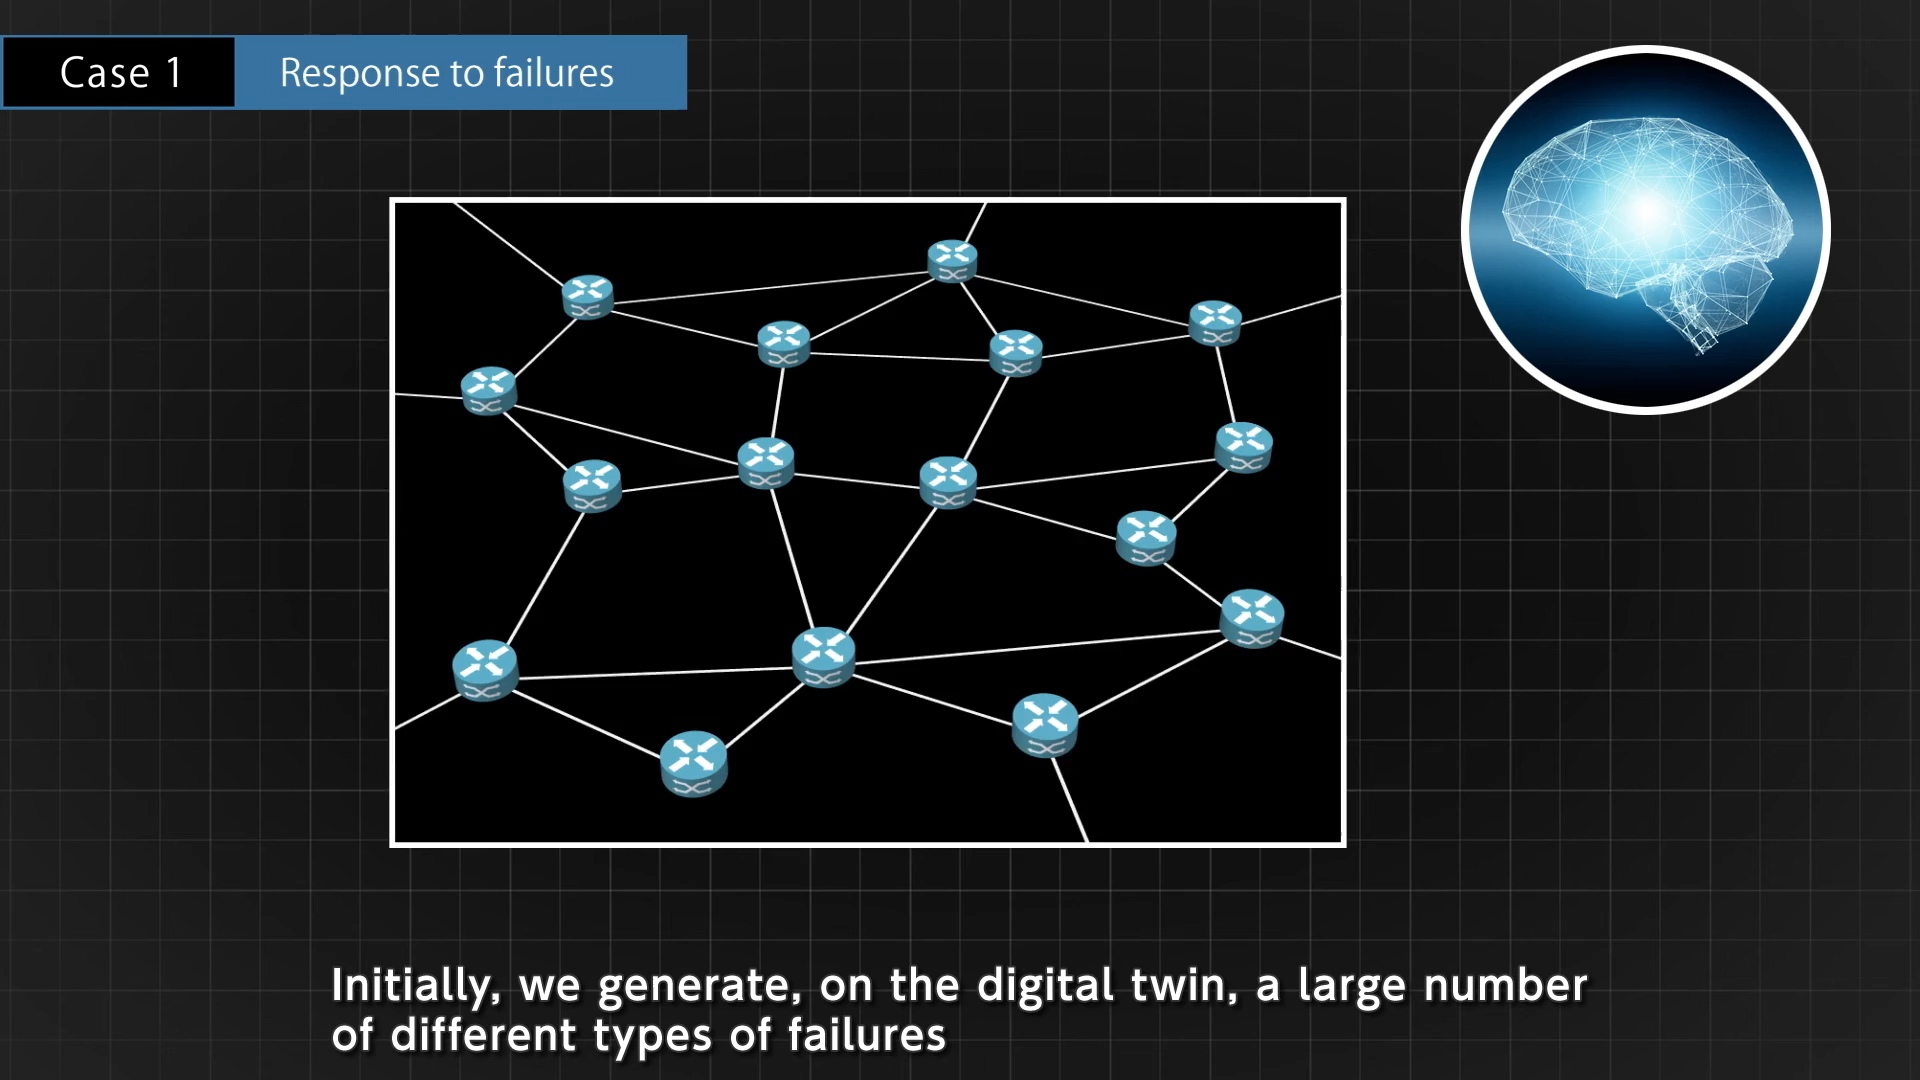 Case 1
Response to failures
Initially, we generate, on the digital twin, a large number
of different types of failures